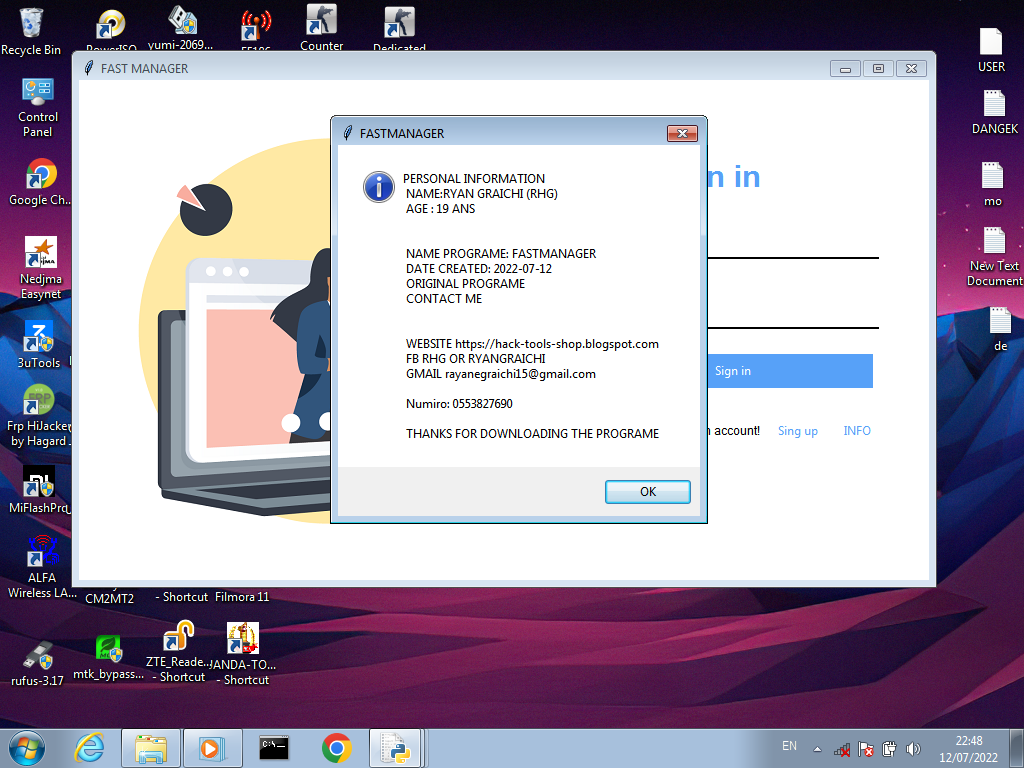 Recycle Bin
yumi-2069...
Counter
Dedicated
USER
FAST MANAGER
Control
Panel
DANGEK
FASTMANAGER
PERSONAL INFORMATION
NAME:RYAN GRAICHI (RHG)
AGE : 19 ANS
n in
Google Ch...
mo
NAME PROGRAME: FASTMANAGER
DATE CREATED: 2022-07-12
ORIGINAL PROGRAME
CONTACT ME
Nedjma
Easynet
New Text
Document
WEBSITE https://hack-tools-shop.blogspot.com
FB RHG OR RYANGRAICHI
GMAIL rayanegraichi15@gmail.com
3uTools
de
Sign in
Numiro: 0553827690
THANKS FOR DOWNLOADING THE PROGRAME
Frp HiJacker
by Hagard ...
n account!
Sing up
INFO
OK
MiFlashPro
ALFA
Wireless LA...
CM2MT2
- Shortcut
Filmora 11
rufus-3.17
mtk_bypass...
ZTE_Reade...
- Shortcut
JANDA-TO...
- Shortcut
EN
22:48
12/07/2022